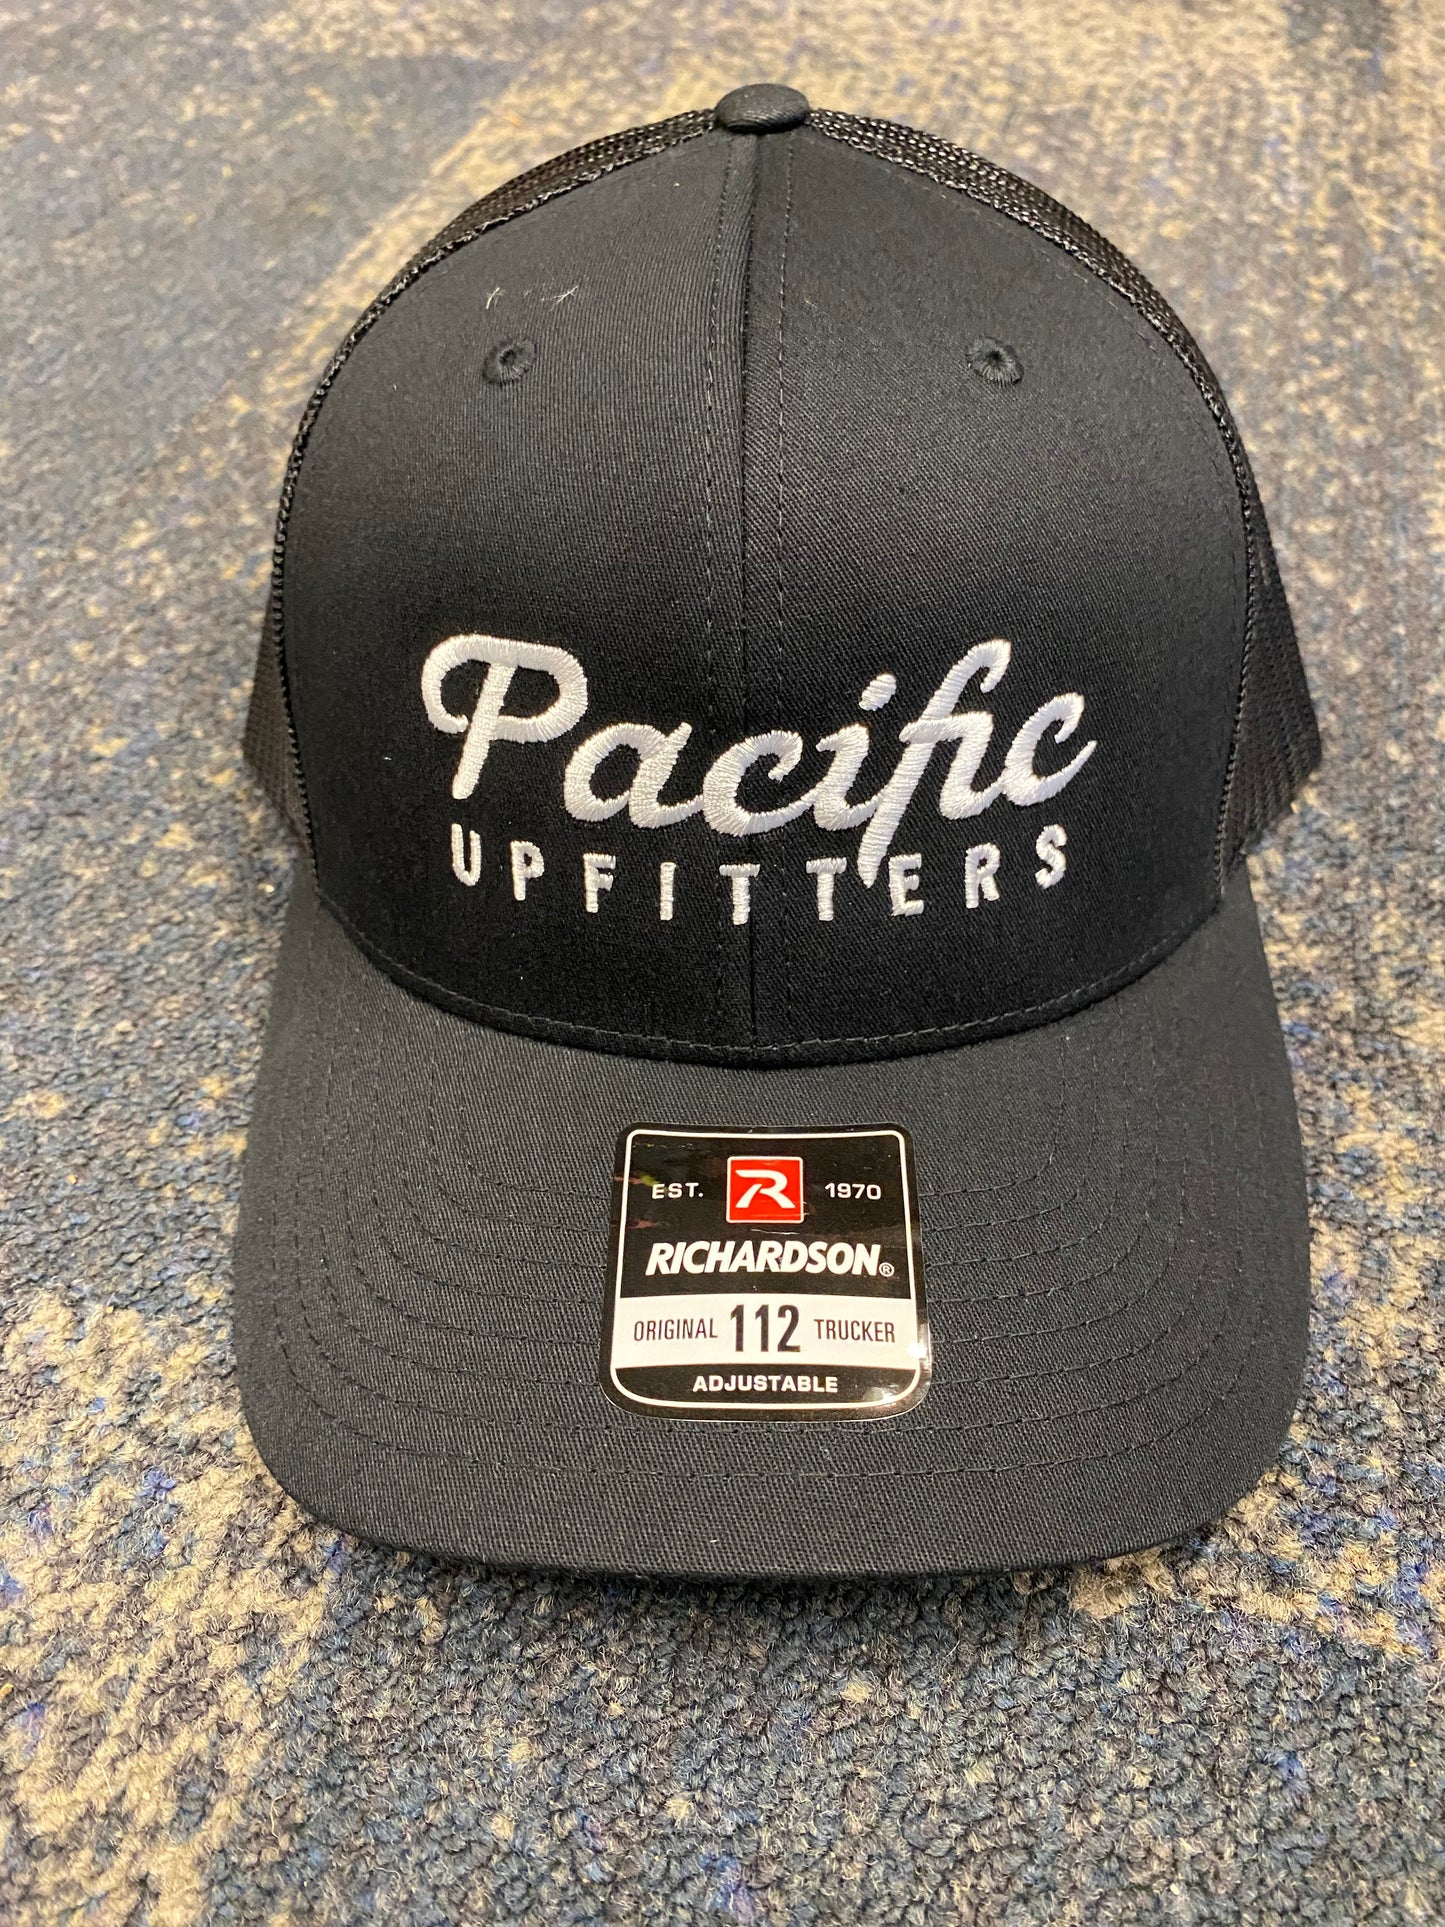 Pacific
UPFITTERS
EST. R 1970
RICHARDSON®
ORIGINAL 112 TRUCKER
ADJUSTABLE